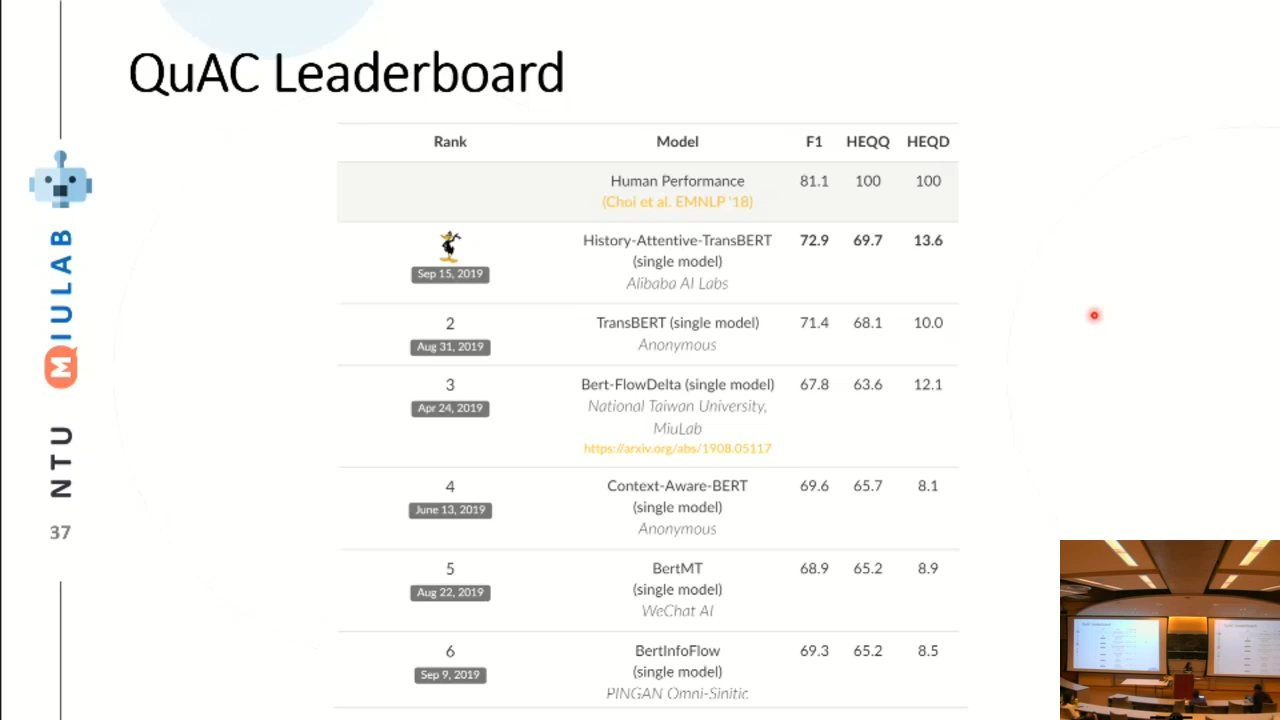 QuAC Leaderboard
Rank Model F1 HEQQ HEQD
Human Performance 81.1 100 100
(Choi et al. EMNLP '18)
History-Attentive-TransBERT 72.9 69.7 13.6
(single model)
Sep 15, 2019
Alibaba AI Labs
2 TransBERT (single model) 71.4 68.1 10.0
Aug 31, 2019 Anonymous
3 Bert-FlowDelta (single model) 67.8 63.6 12.1
Apr 24, 2019 National Taiwan University,
MiuLab
https://arxiv.org/abs/1908.05117
4 Context-Aware-BERT 69.6 65.7 8.1
June 13, 2019 (single model)
Anonymous
5 BertMT 68.9 65.2 8.9
Aug 22, 2019 (single model)
WeChat AI
6 BertInfoFlow 69.3 65.2 8.5
Sep 9, 2019 (single model)
PINGAN Omni-Sinitic
NTU MIULAB
37